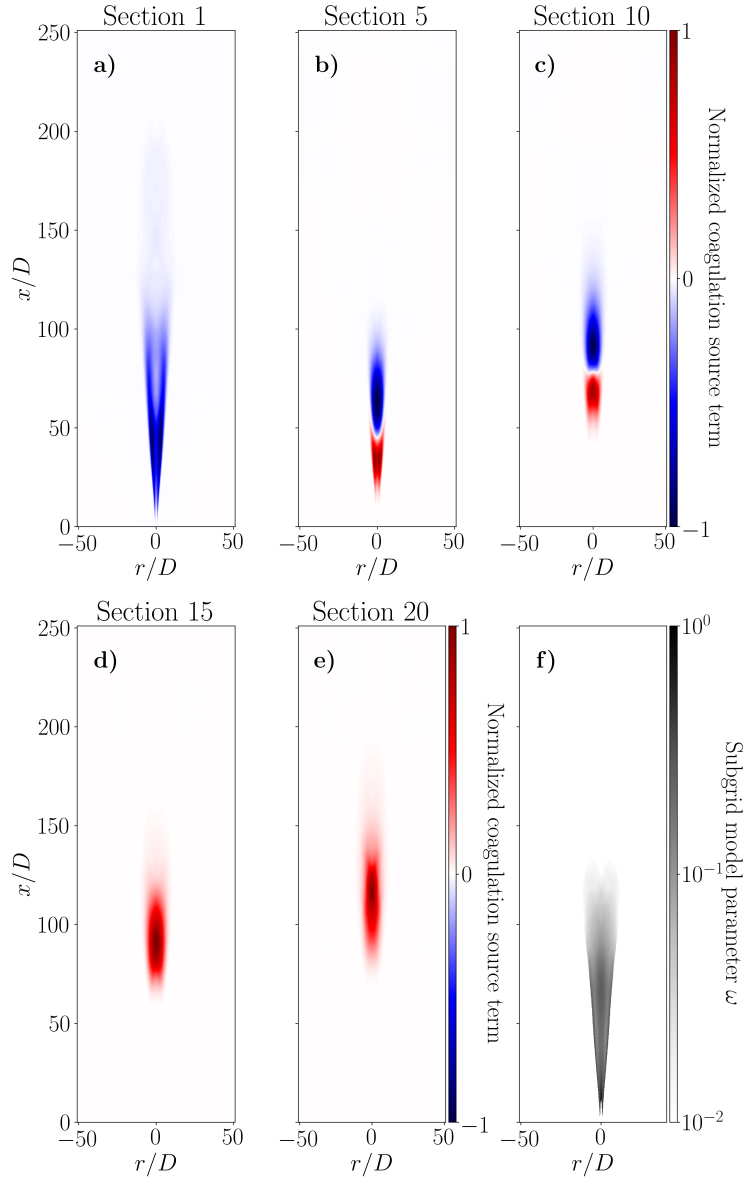 Section 1
Section 5
Section 10
a)
b)
c)
250
200
150
100
50
0
x/D
−50 0 50
r/D
−50 0 50
r/D
−50 0 50
r/D
1
0
−1
Normalized coagulation source term
Section 15
Section 20
d)
e)
f)
250
200
150
100
50
0
x/D
−50 0 50
r/D
−50 0 50
r/D
1
0
−1
Normalized coagulation source term
−50 0
r/D
10⁰
10⁻¹
10⁻²
Subgrid model parameter ω